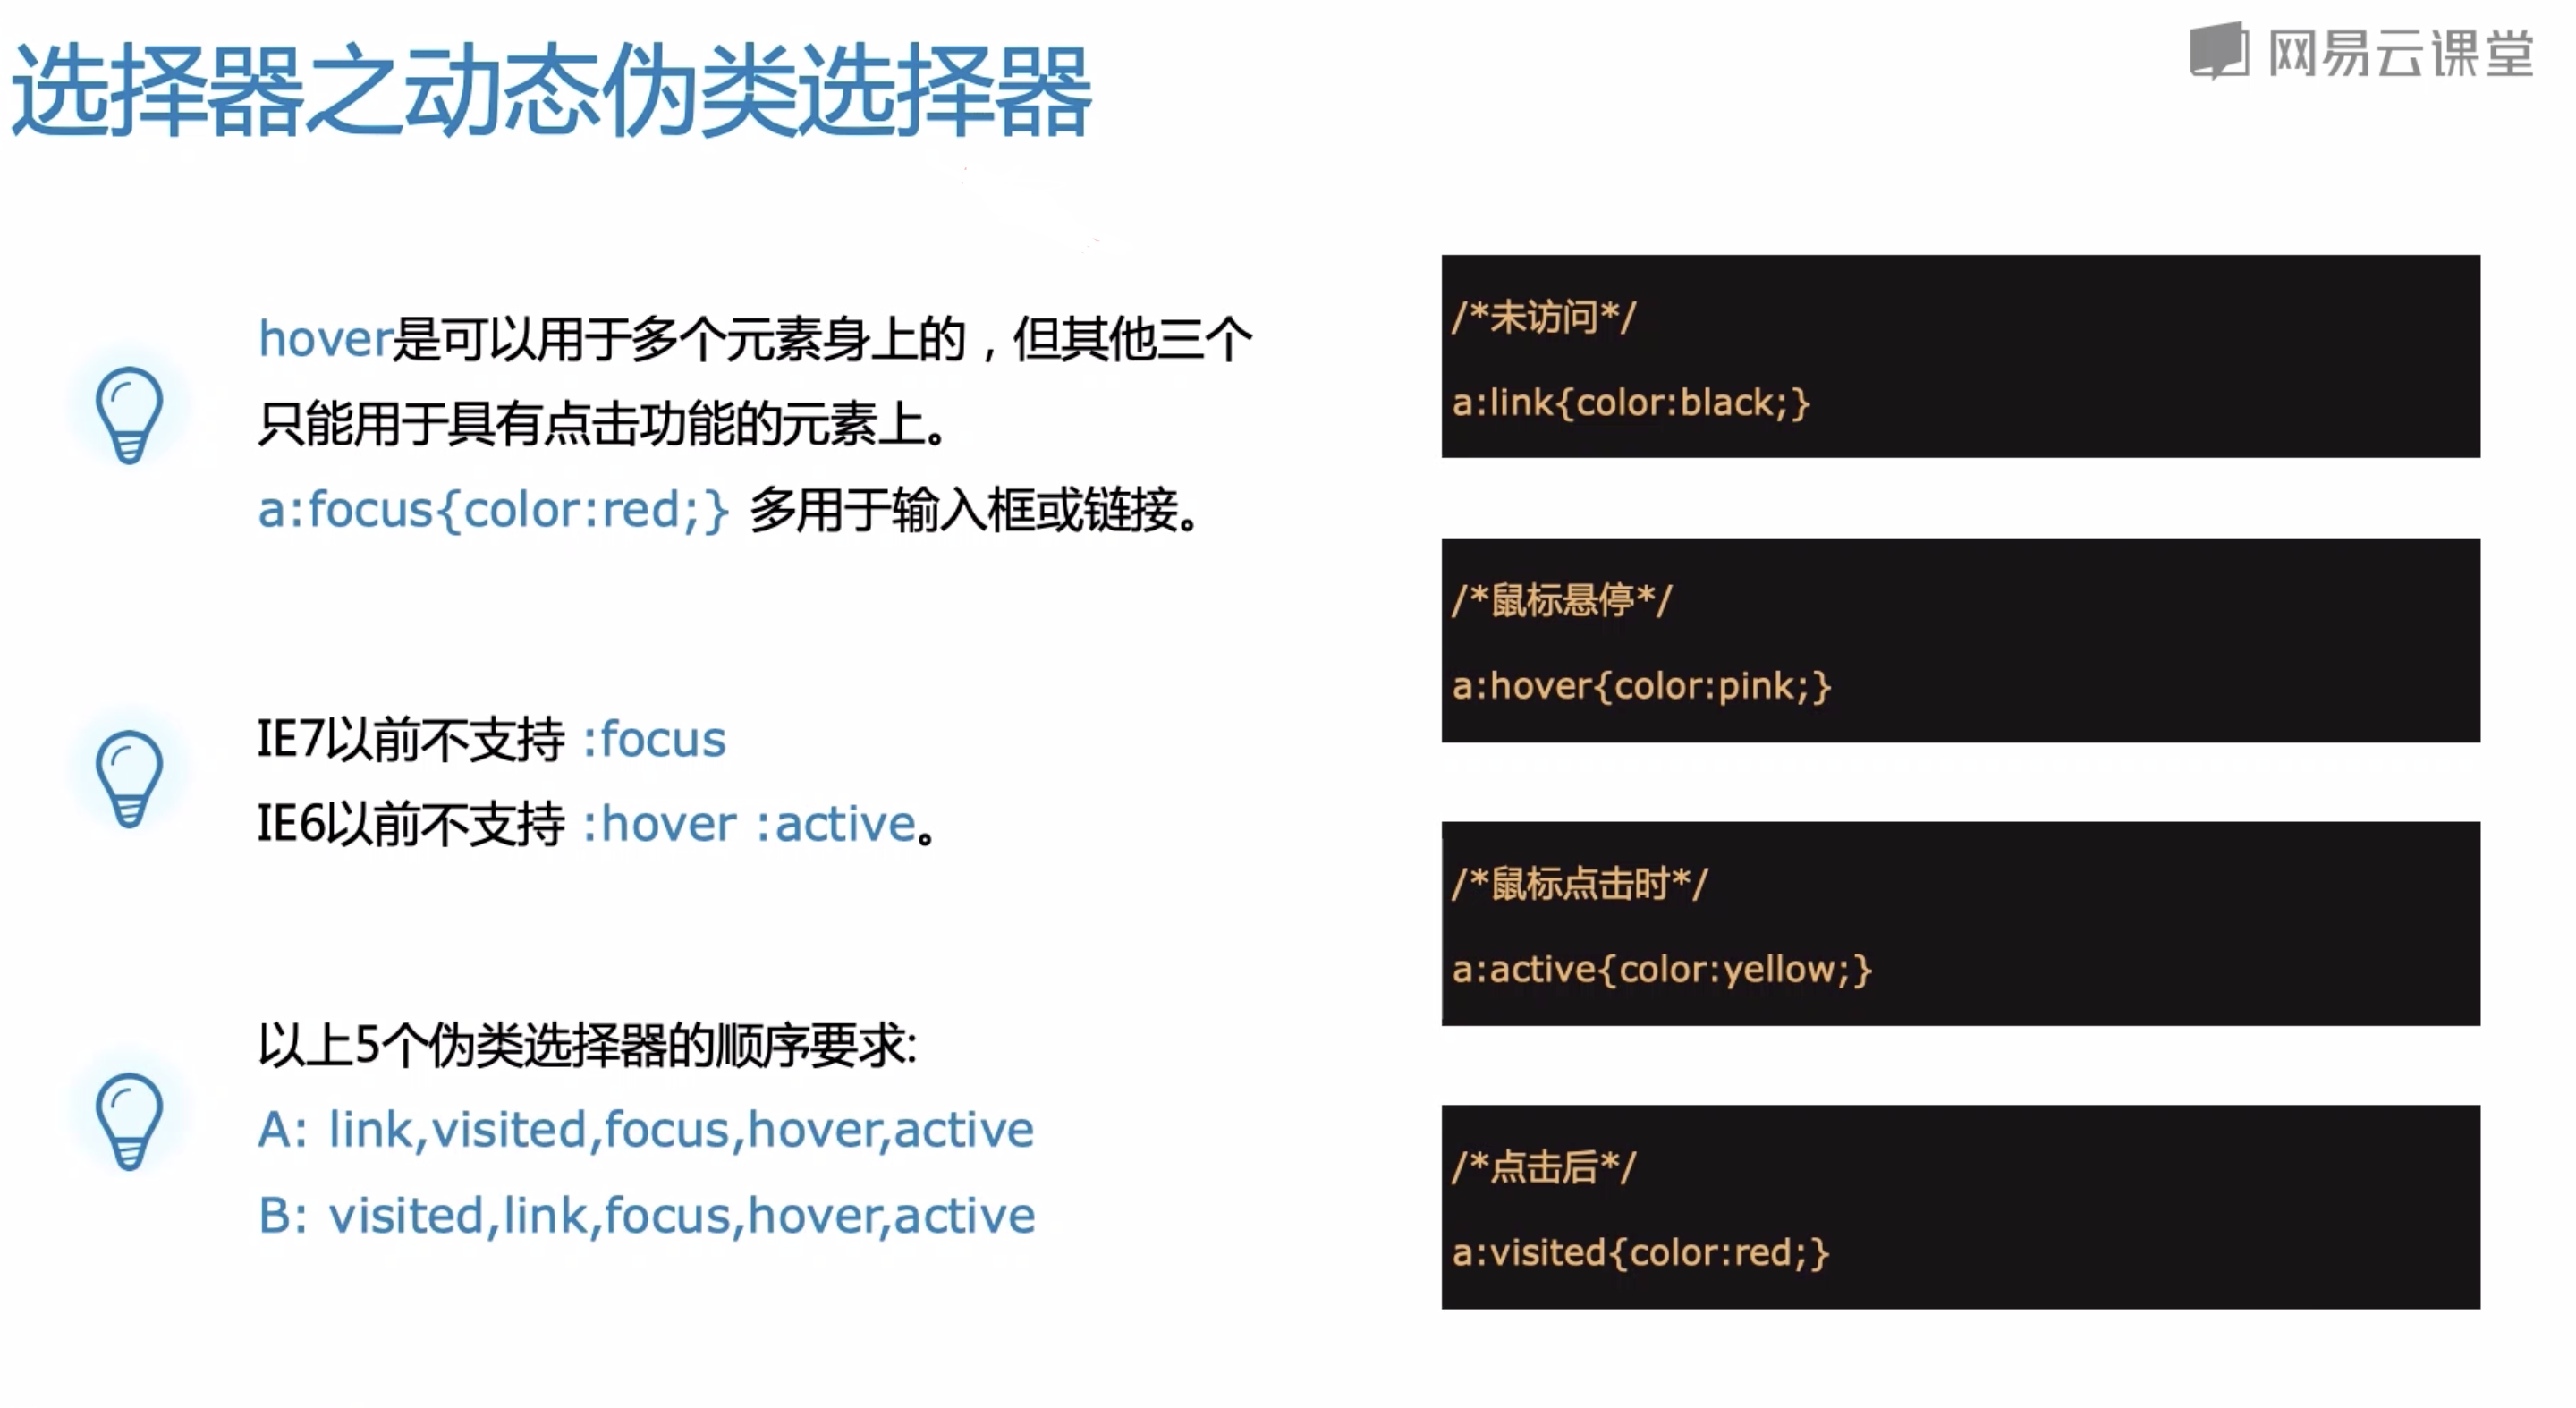 选择器之动态伪类选择器
网易云课堂
hover是可以用于多个元素身上的，但其他三个
只能用于具有点击功能的元素上。
a:focus{color:red;} 多用于输入框或链接。
IE7以前不支持 :focus
IE6以前不支持 :hover :active。
以上5个伪类选择器的顺序要求:
A: link,visited,focus,hover,active
B: visited,link,focus,hover,active
/*未访问*/
a:link{color:black;}
/*鼠标悬停*/
a:hover{color:pink;}
/*鼠标点击时*/
a:active{color:yellow;}
/*点击后*/
a:visited{color:red;}